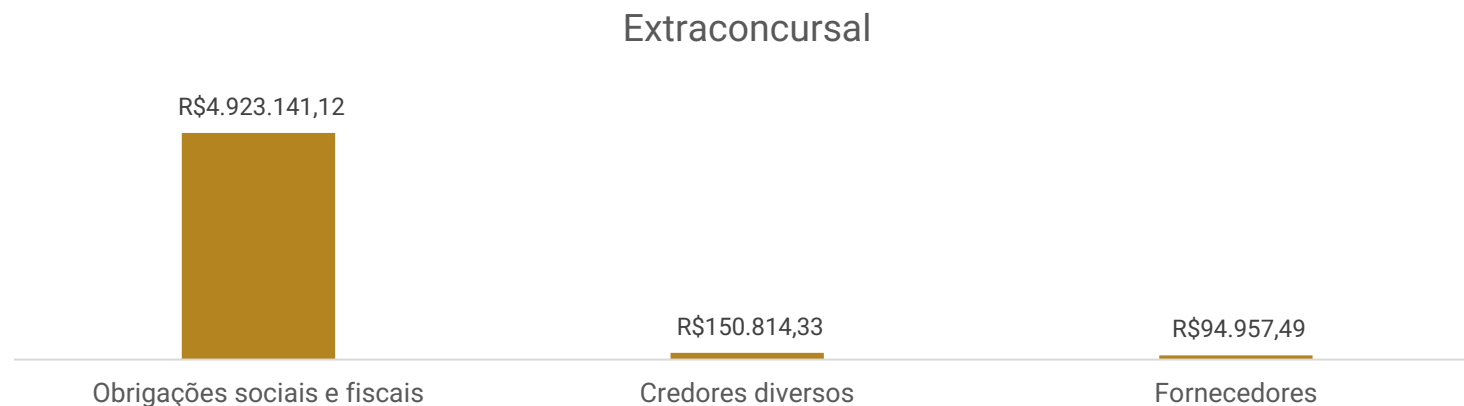 Extraconcursal
R$4.923.141,12
R$150.814,33
R$94.957,49
Obrigações sociais e fiscais
Credores diversos
Fornecedores